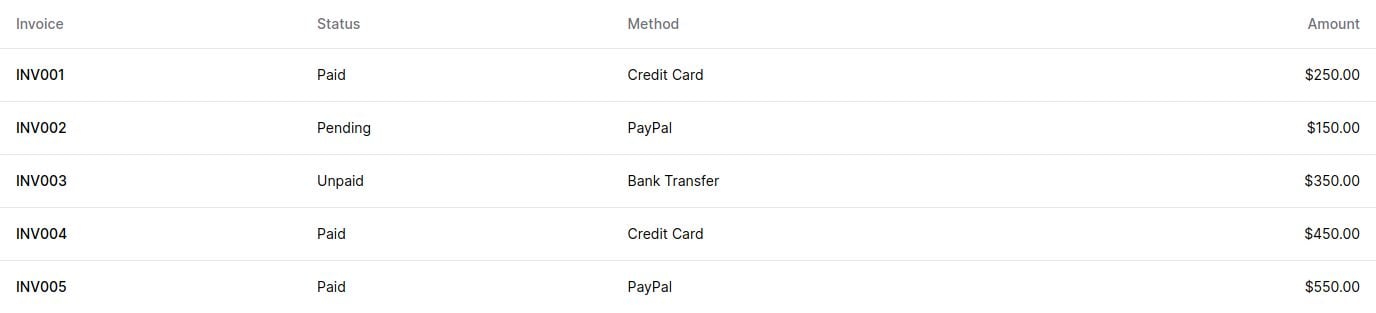 Invoice Status Method Amount
INV001 Paid Credit Card $250.00
INV002 Pending PayPal $150.00
INV003 Unpaid Bank Transfer $350.00
INV004 Paid Credit Card $450.00
INV005 Paid PayPal $550.00